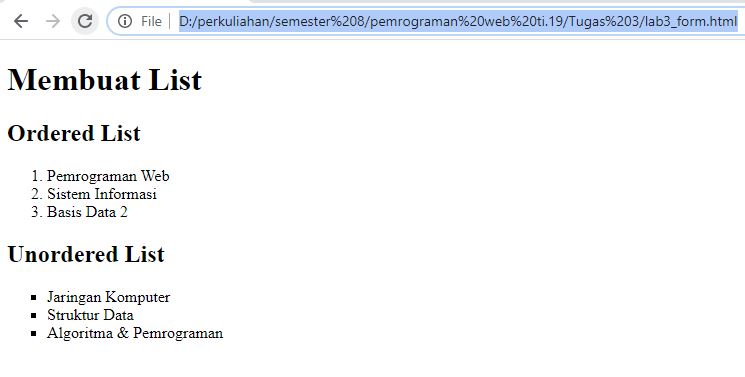 File | D:/perkuliahan/semester%208/pemrograman%20web%20ti.19/Tugas%203/lab3_form.html
Membuat List
Ordered List
1. Pemrograman Web
2. Sistem Informasi
3. Basis Data 2
Unordered List
▪ Jaringan Komputer
▪ Struktur Data
▪ Algoritma & Pemrograman